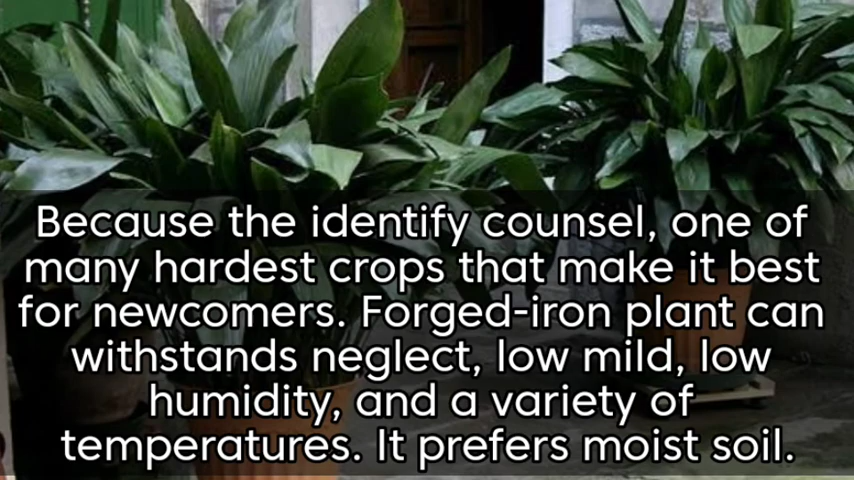 Because the identify counsel, one of
many hardest crops that make it best
for newcomers. Forged-iron plant can
withstands neglect, low mild, low
humidity, and a variety of
temperatures. It prefers moist soil.